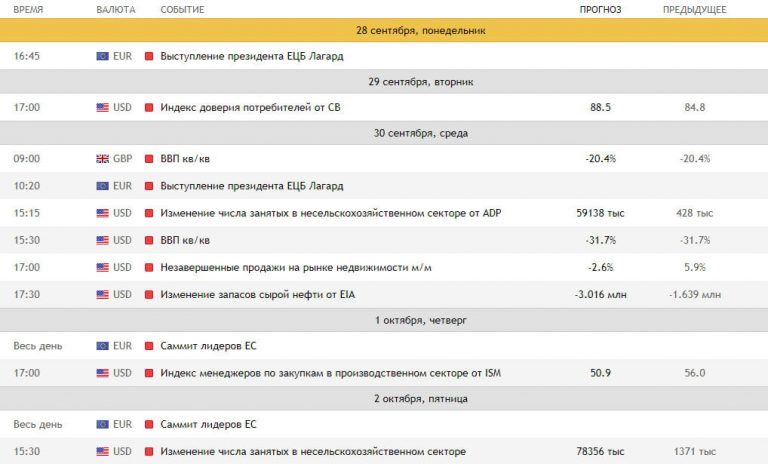 ВРЕМЯ ВАЛЮТА СОБЫТИЕ ПРОГНОЗ ПРЕДЫДУЩЕЕ
28 сентября, понедельник
16:45 EUR Выступление президента ЕЦБ Лагард
29 сентября, вторник
17:00 USD Индекс доверия потребителей от CB 88.5 84.8
30 сентября, среда
09:00 GBP ВВП кв/кв -20.4% -20.4%
10:20 EUR Выступление президента ЕЦБ Лагард
15:15 USD Изменение числа занятых в несельскохозяйственном секторе от ADP 59138 тыс 428 тыс
15:30 USD ВВП кв/кв -31.7% -31.7%
17:00 USD Незавершенные продажи на рынке недвижимости м/м -2.6% 5.9%
17:30 USD Изменение запасов сырой нефти от EIA -3.016 млн -1.639 млн
1 октября, четверг
Весь день EUR Саммит лидеров ЕС
17:00 USD Индекс менеджеров по закупкам в производственном секторе от ISM 50.9 56.0
2 октября, пятница
Весь день EUR Саммит лидеров ЕС
15:30 USD Изменение числа занятых в несельскохозяйственном секторе 78356 тыс 1371 тыс